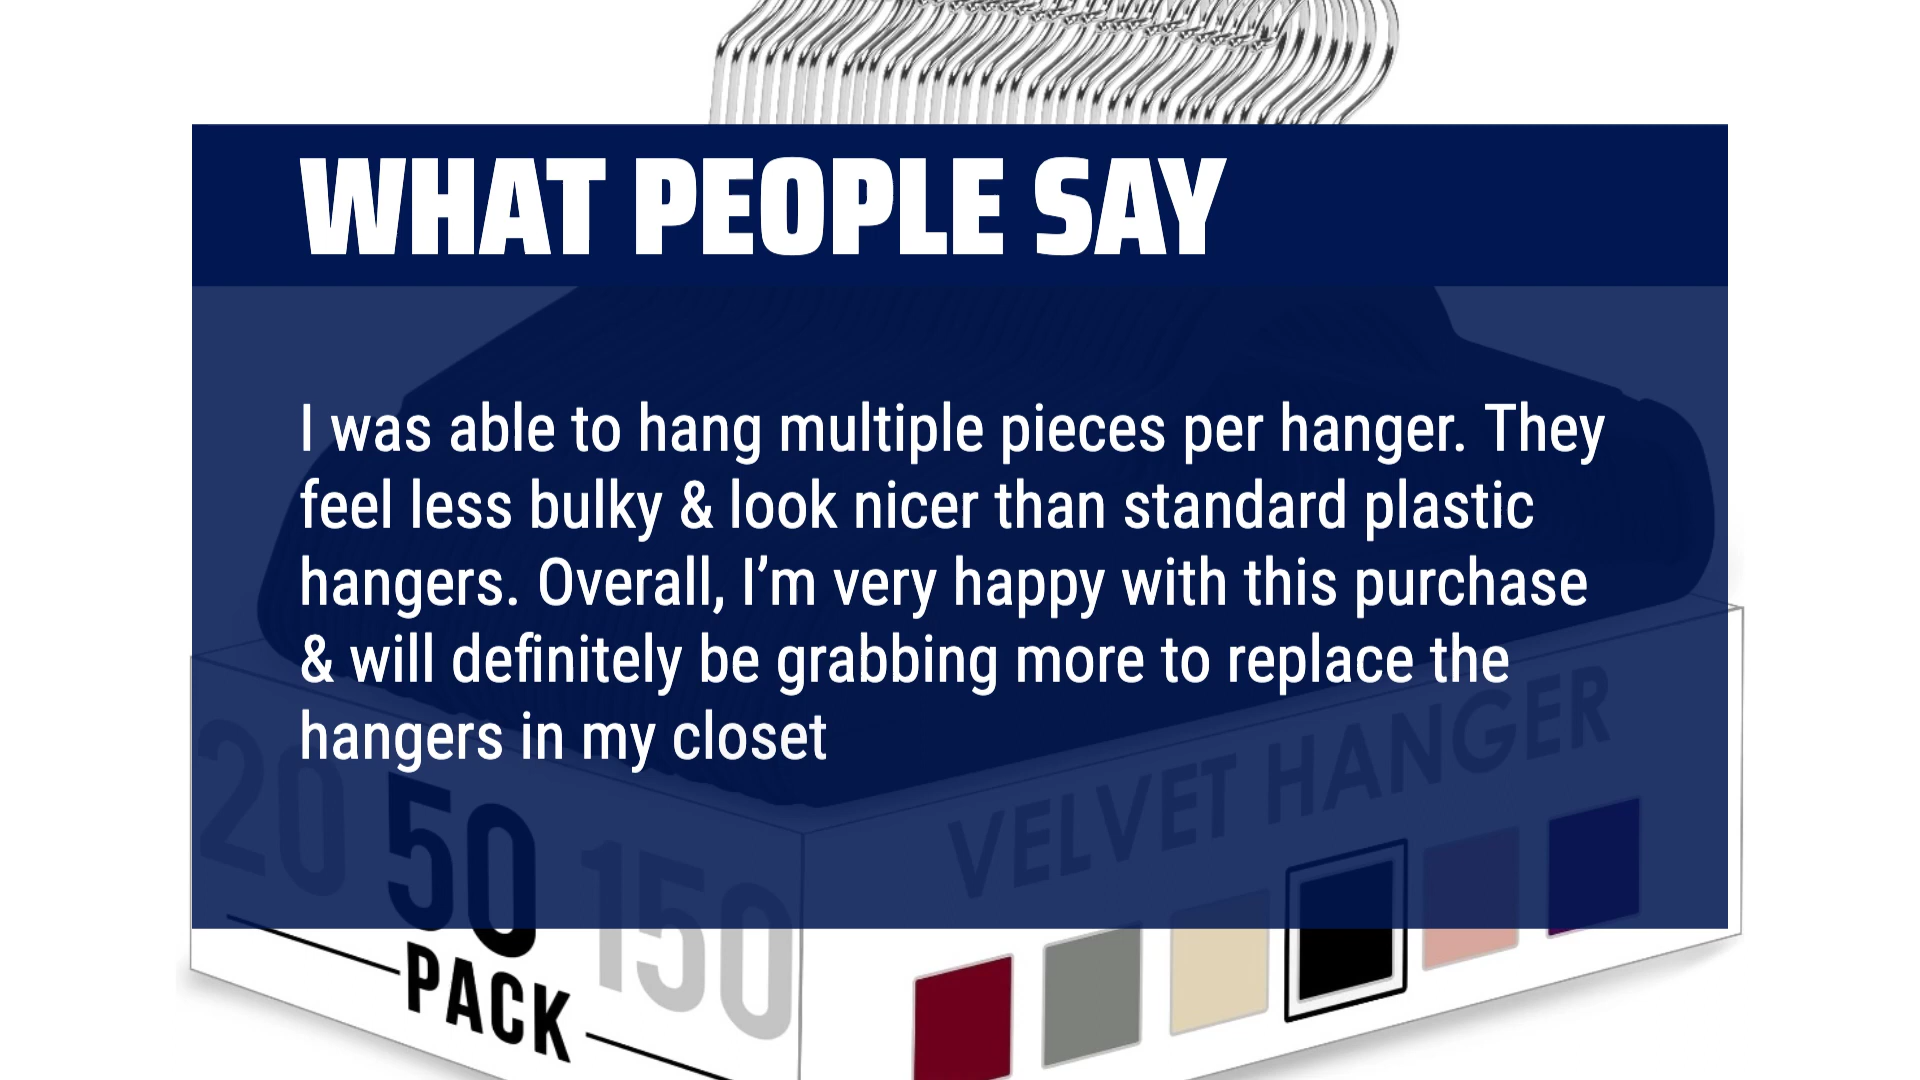 WHAT PEOPLE SAY
I was able to hang multiple pieces per hanger. They
feel less bulky & look nicer than standard plastic
hangers. Overall, I’m very happy with this purchase
& will definitely be grabbing more to replace the
hangers in my closet
VELVET HANGER
20 50 150
PACK